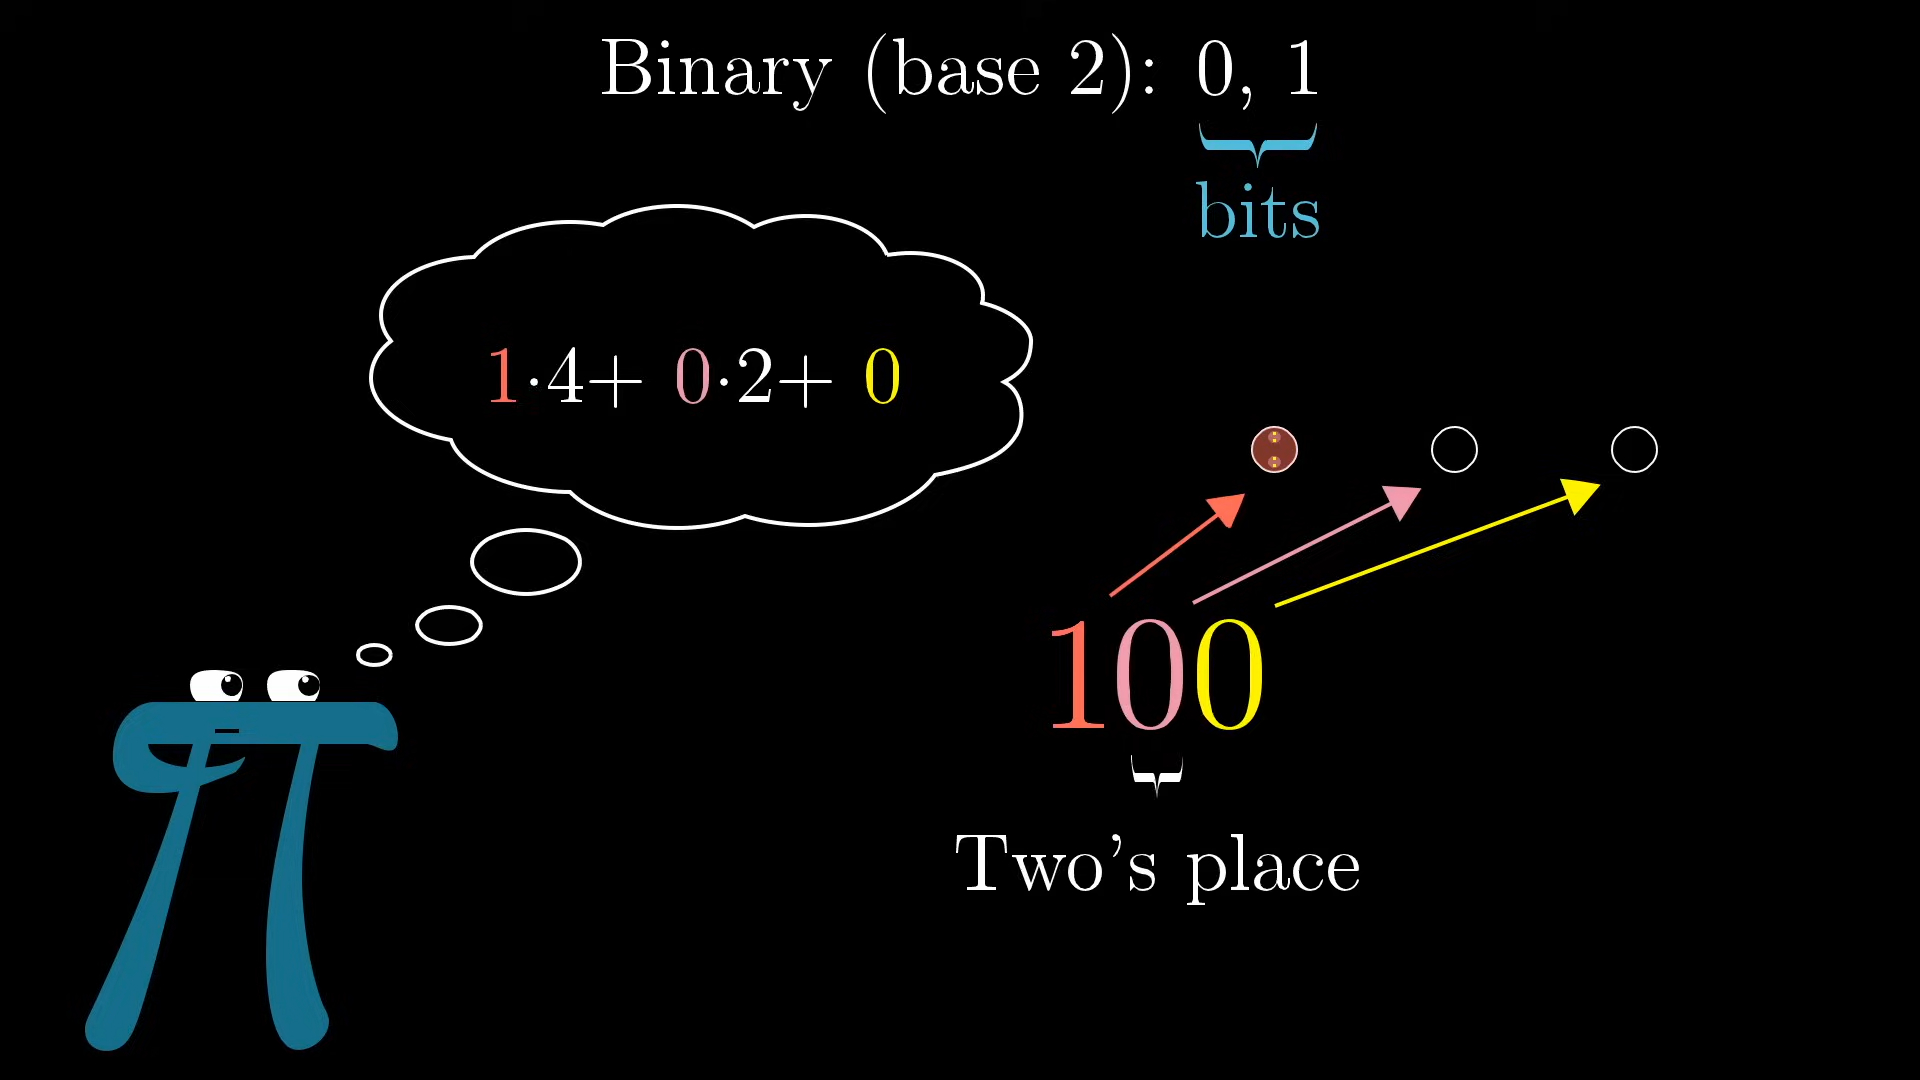 Binary (base 2): 0, 1
bits
1·4+ 0·2+ 0
100
Two's place